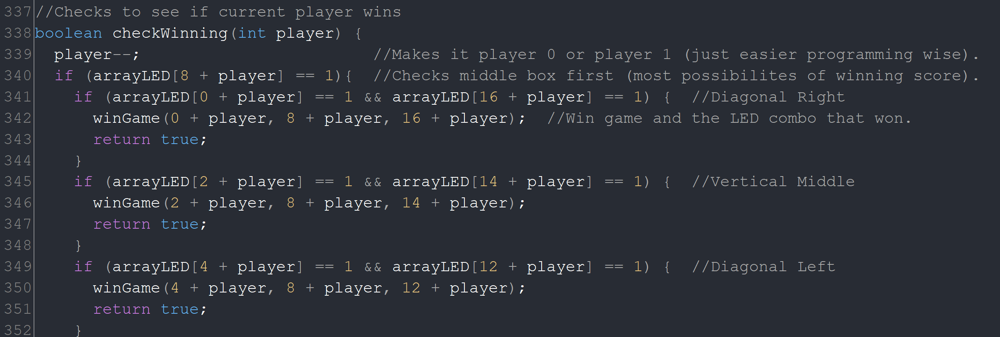 337 //Checks to see if current player wins
338 boolean checkWinning(int player) {
339   player--;                         //Makes it player 0 or player 1 (just easier programming wise).
340   if (arrayLED[8 + player] == 1){  //Checks middle box first (most possibilites of winning score).
341     if (arrayLED[0 + player] == 1 && arrayLED[16 + player] == 1) {  //Diagonal Right
342       winGame(0 + player, 8 + player, 16 + player);  //Win game and the LED combo that won.
343       return true;
344     }
345     if (arrayLED[2 + player] == 1 && arrayLED[14 + player] == 1) {  //Vertical Middle
346       winGame(2 + player, 8 + player, 14 + player);
347       return true;
348     }
349     if (arrayLED[4 + player] == 1 && arrayLED[12 + player] == 1) {  //Diagonal Left
350       winGame(4 + player, 8 + player, 12 + player);
351       return true;
352     }